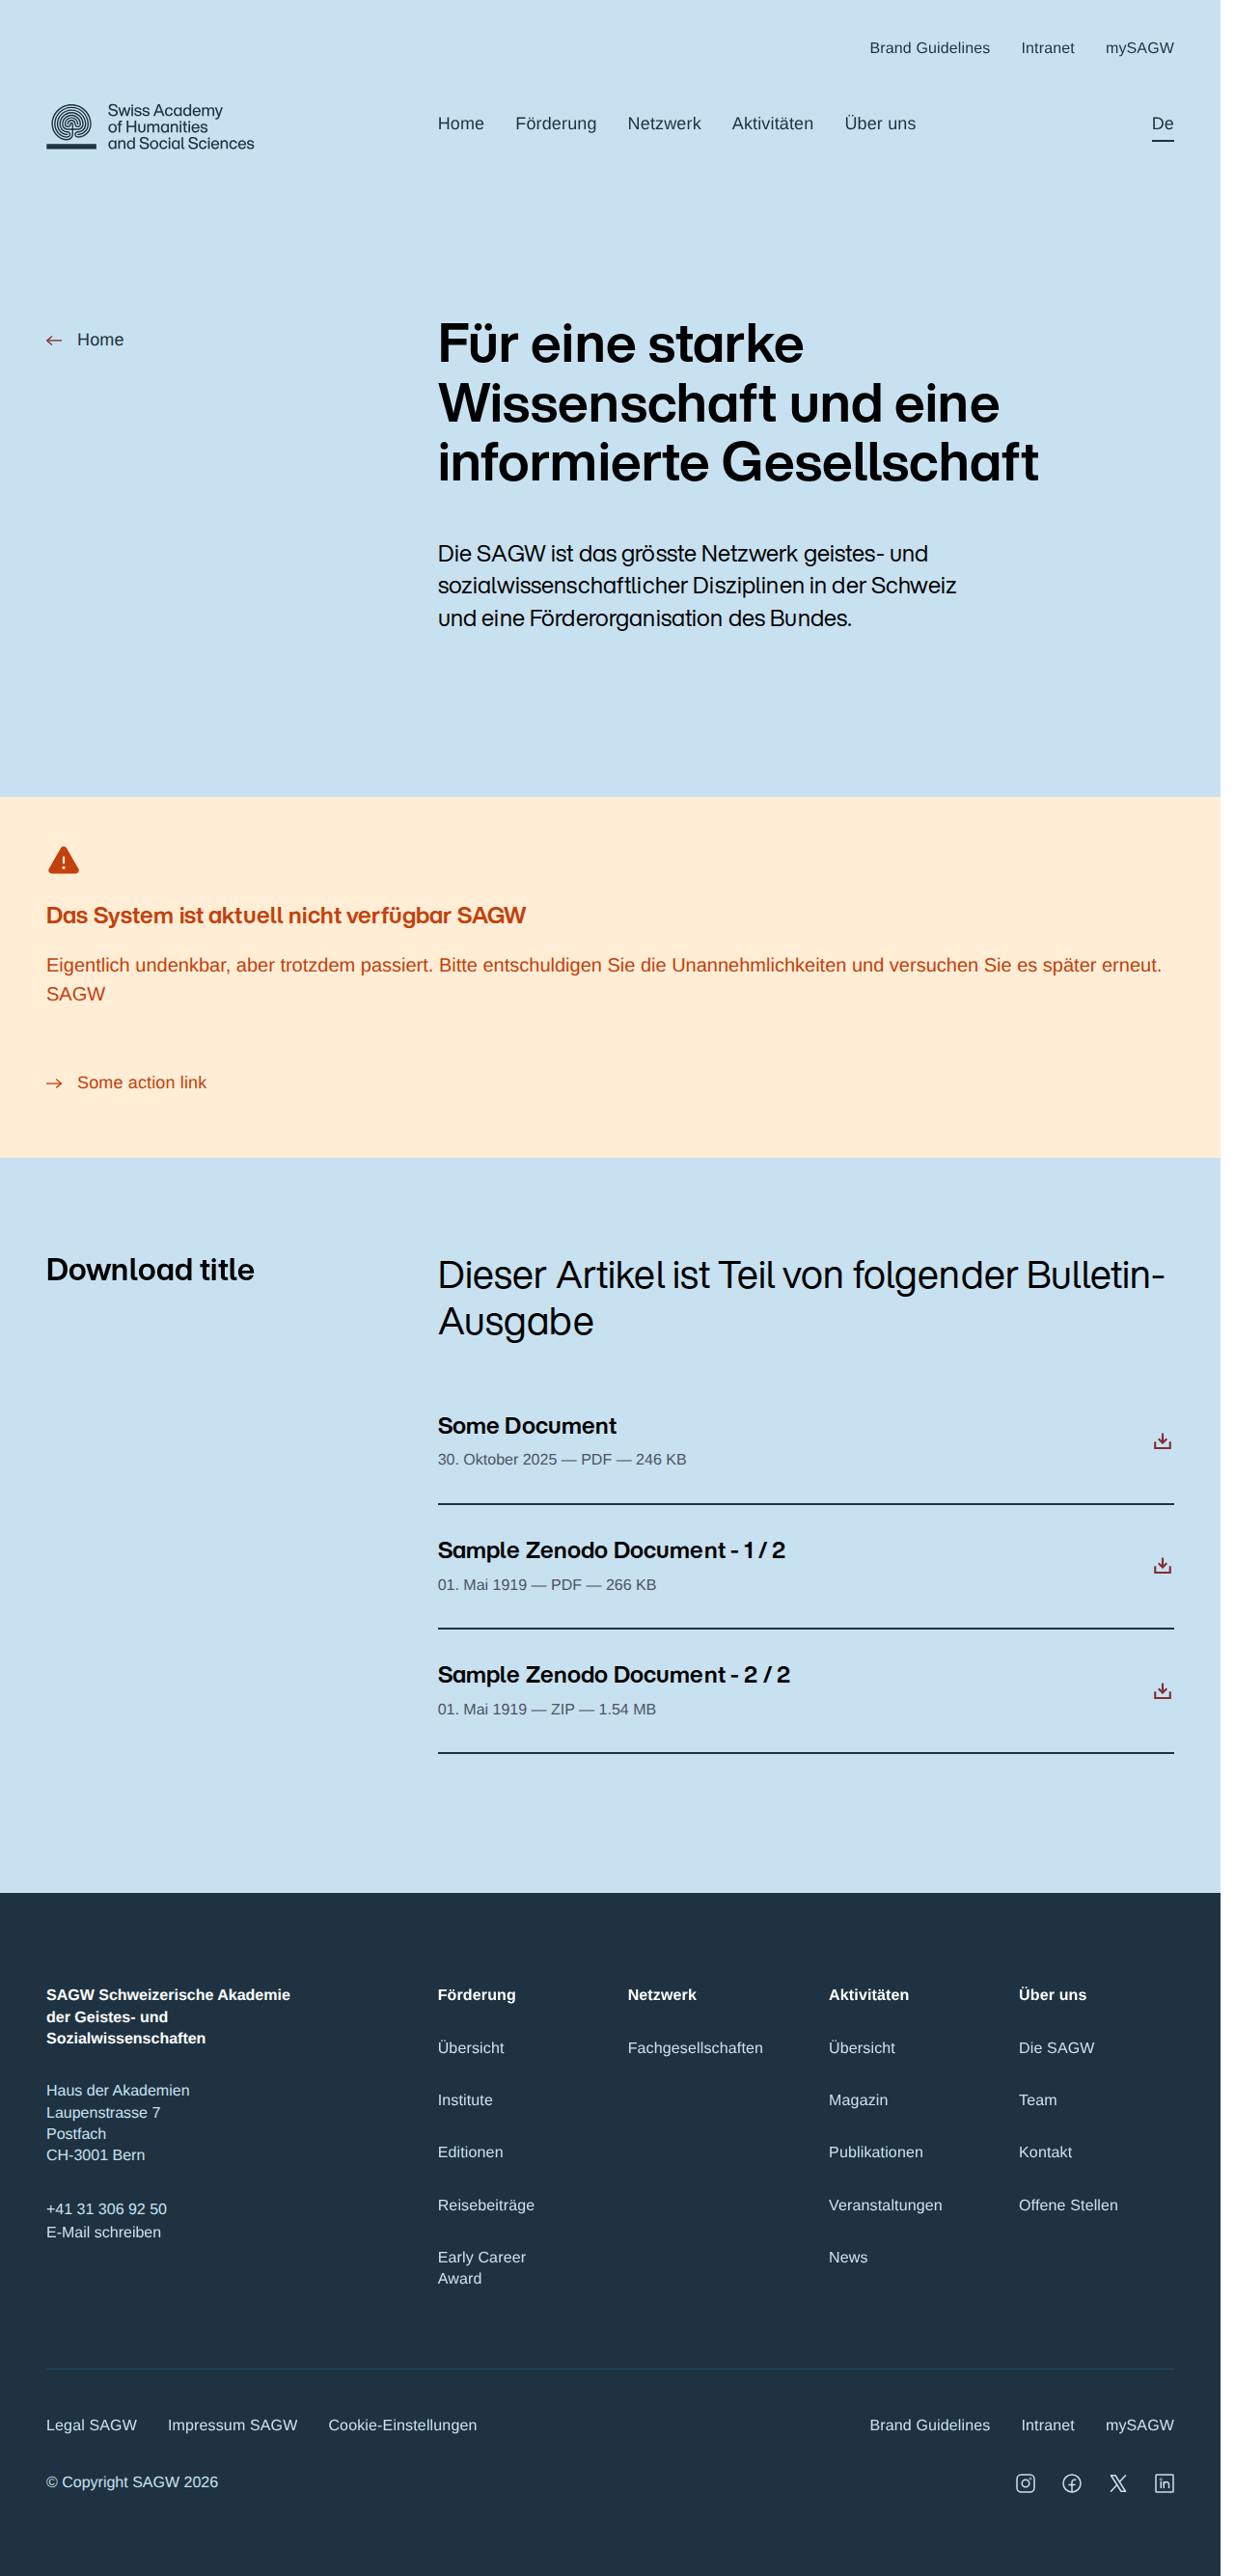 Brand Guidelines Intranet mySAGW
Swiss Academy
of Humanities
and Social Sciences
Home Förderung Netzwerk Aktivitäten Über uns De
Home
Für eine starke
Wissenschaft und eine
informierte Gesellschaft
Die SAGW ist das grösste Netzwerk geistes- und
sozialwissenschaftlicher Disziplinen in der Schweiz
und eine Förderorganisation des Bundes.
Das System ist aktuell nicht verfügbar SAGW
Eigentlich undenkbar, aber trotzdem passiert. Bitte entschuldigen Sie die Unannehmlichkeiten und versuchen Sie es später erneut.
SAGW
Some action link
Download title
Dieser Artikel ist Teil von folgender Bulletin-
Ausgabe
Some Document
30. Oktober 2025 — PDF — 246 KB
Sample Zenodo Document - 1 / 2
01. Mai 1919 — PDF — 266 KB
Sample Zenodo Document - 2 / 2
01. Mai 1919 — ZIP — 1.54 MB
SAGW Schweizerische Akademie
der Geistes- und
Sozialwissenschaften
Haus der Akademien
Laupenstrasse 7
Postfach
CH-3001 Bern
+41 31 306 92 50
E-Mail schreiben
Förderung
Übersicht
Institute
Editionen
Reisebeiträge
Early Career
Award
Netzwerk
Fachgesellschaften
Aktivitäten
Übersicht
Magazin
Publikationen
Veranstaltungen
News
Über uns
Die SAGW
Team
Kontakt
Offene Stellen
Legal SAGW Impressum SAGW Cookie-Einstellungen
Brand Guidelines Intranet mySAGW
© Copyright SAGW 2026